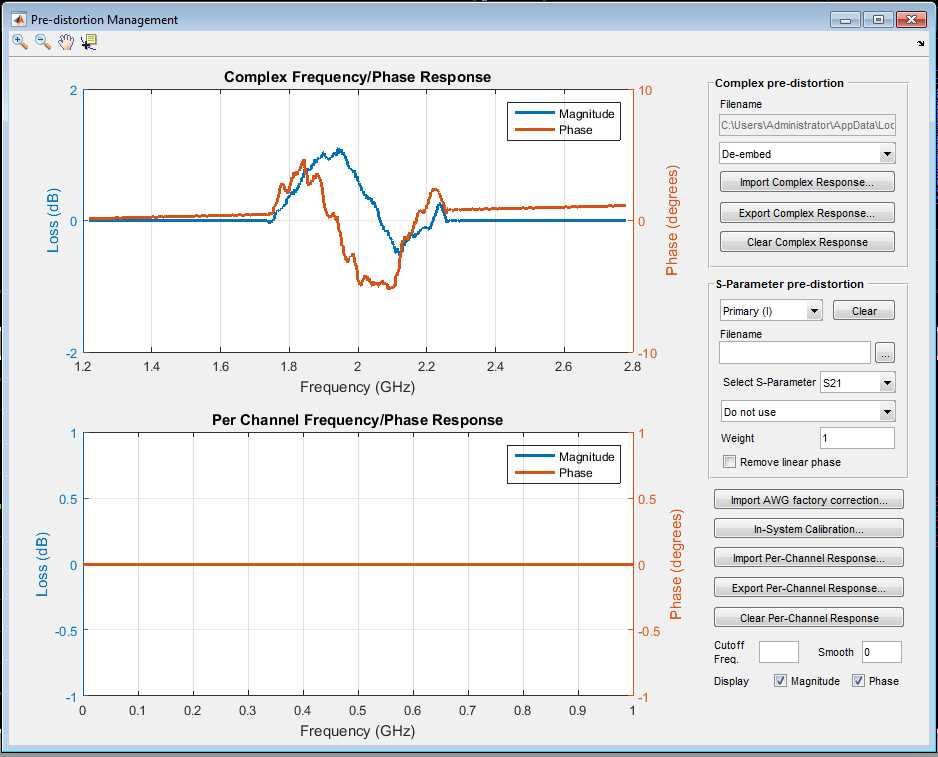 Pre-distortion Management
Complex Frequency/Phase Response
2
0
-2
Loss (dB)
10
0
-10
Phase (degrees)
Magnitude
Phase
1.2 1.4 1.6 1.8 2 2.2 2.4 2.6 2.8
Frequency (GHz)
Per Channel Frequency/Phase Response
1
0.5
0
-0.5
-1
Loss (dB)
1
0.5
0
-0.5
-1
Phase (degrees)
Magnitude
Phase
0 0.1 0.2 0.3 0.4 0.5 0.6 0.7 0.8 0.9 1
Frequency (GHz)
Complex pre-distortion
Filename
C:\Users\Administrator\AppData\Loc
De-embed
Import Complex Response...
Export Complex Response...
Clear Complex Response
S-Parameter pre-distortion
Primary (I) Clear
Filename
...
Select S-Parameter S21
Do not use
Weight 1
Remove linear phase
Import AWG factory correction...
In-System Calibration...
Import Per-Channel Response...
Export Per-Channel Response...
Clear Per-Channel Response
Cutoff
Freq.
Smooth 0
Display Magnitude Phase